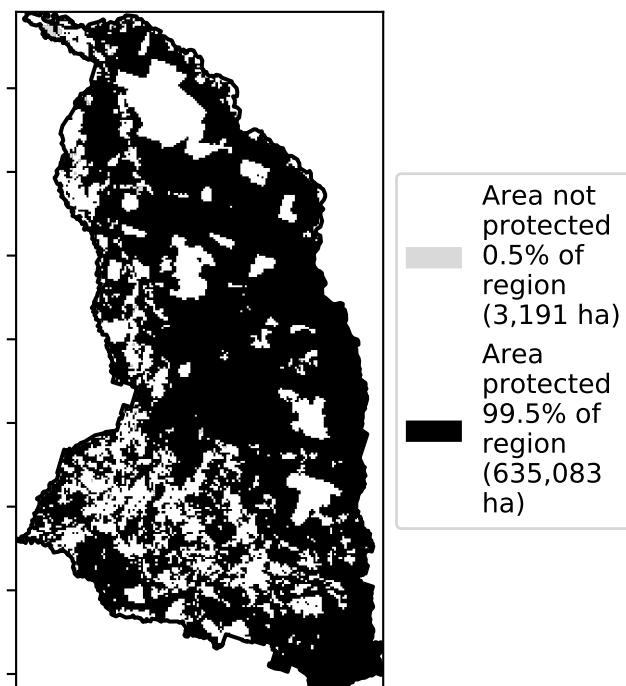 Area not
protected
0.5% of
region
(3,191 ha)
Area
protected
99.5% of
region
(635,083
ha)